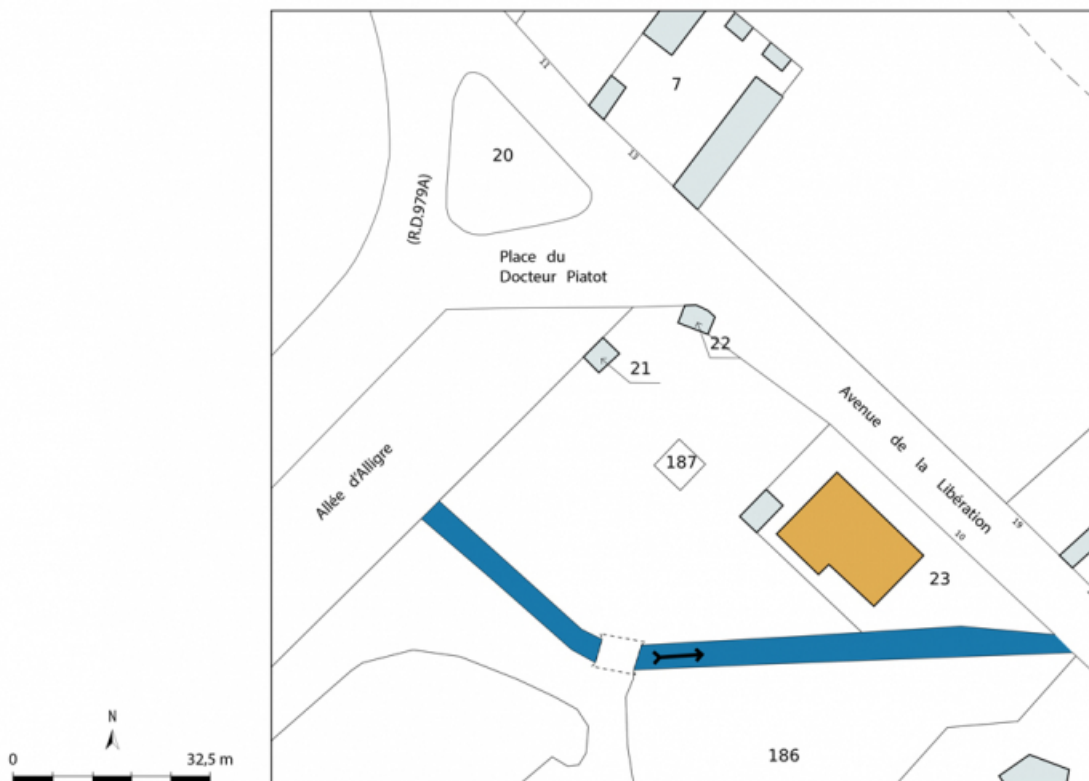 11
7
20
13
(R.D.979A)
Place du
Docteur Piatot
22
21
Avenue de la Libération
187
Allée d'Alligre
19
10
23
N
0
32,5 m
186